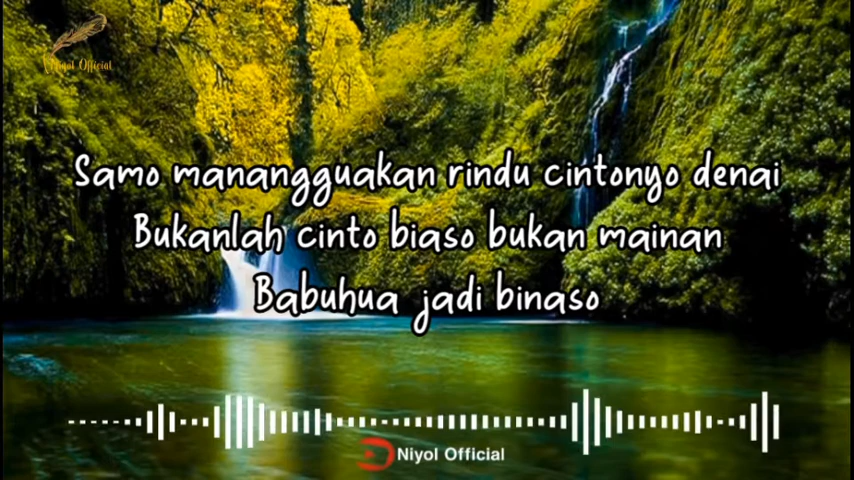 Niyol Official
Samo manangguakan rindu cintonyo denai
Bukanlah cinto biaso bukan mainan
Babuhua jadi binaso
Niyol Official